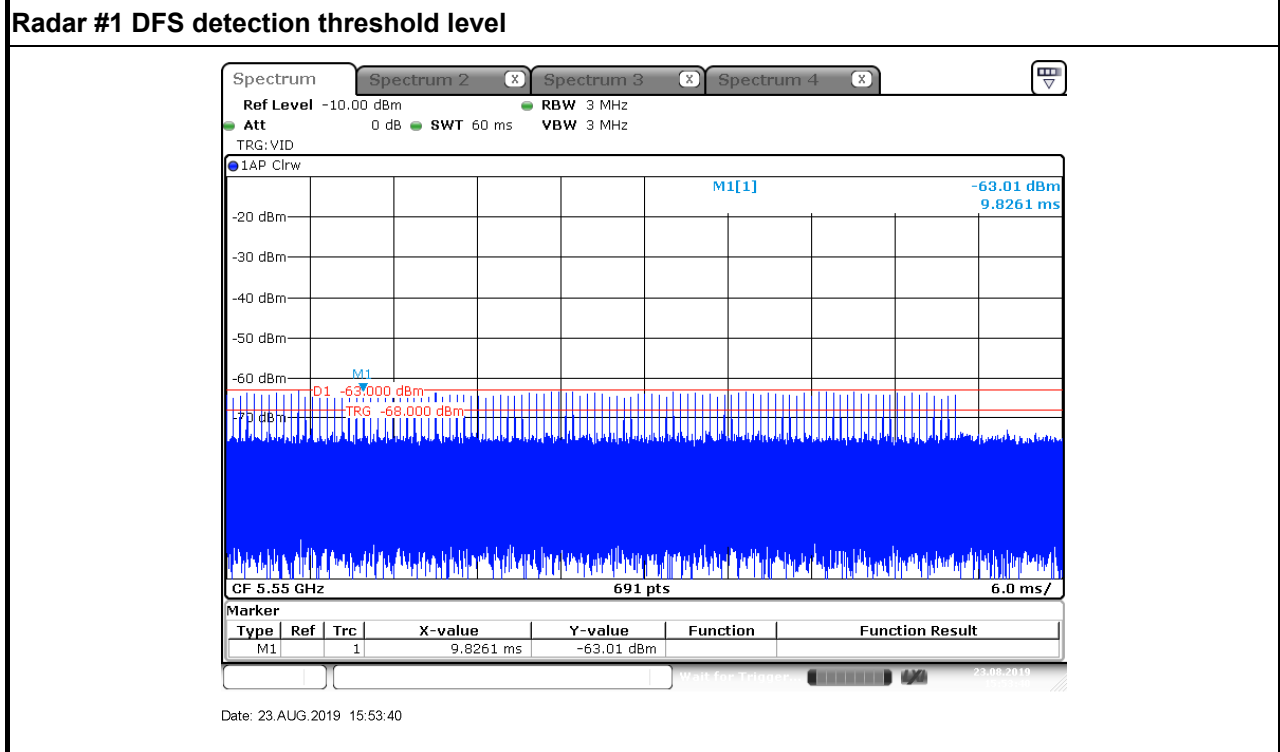 Radar #1 DFS detection threshold level
Spectrum Spectrum 2 X Spectrum 3 X Spectrum 4 X
Ref Level -10.00 dBm RBW 3 MHz
Att 0 dB SWT 60 ms VBW 3 MHz
TRG:VID
1AP Clrw
M1[1] -63.01 dBm
9.8261 ms
-20 dBm
-30 dBm
-40 dBm
-50 dBm
-60 dBm
M1
D1 -63.000 dBm
TRG -68.000 dBm
-70 dBm
CF 5.55 GHz 691 pts 6.0 ms/
Marker
Type Ref Trc X-value Y-value Function Function Result
M1 1 9.8261 ms -63.01 dBm
Wait for Trigger... 23.08.2019
Date: 23.AUG.2019 15:53:40